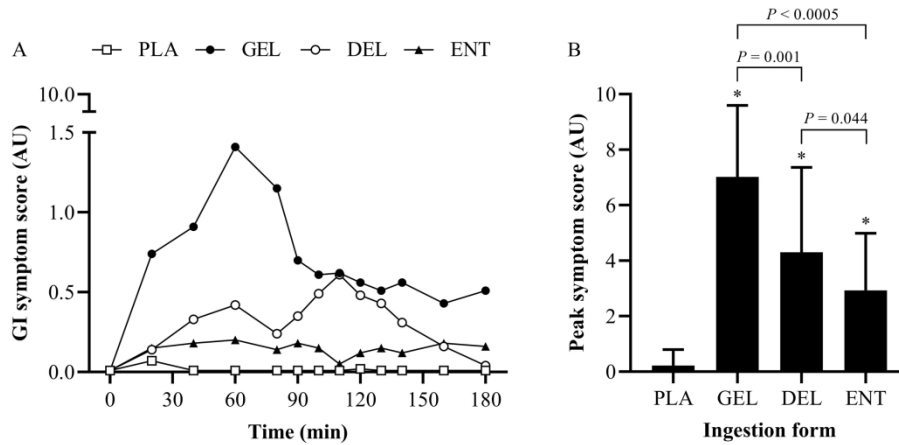 A
PLA GEL DEL ENT
10.0
1.5
1.0
0.5
0.0
GI symptom score (AU)
0 30 60 90 120 150 180
Time (min)
B
P < 0.0005
P = 0.001
P = 0.044
10
8
6
4
2
0
Peak symptom score (AU)
*
*
*
PLA GEL DEL ENT
Ingestion form